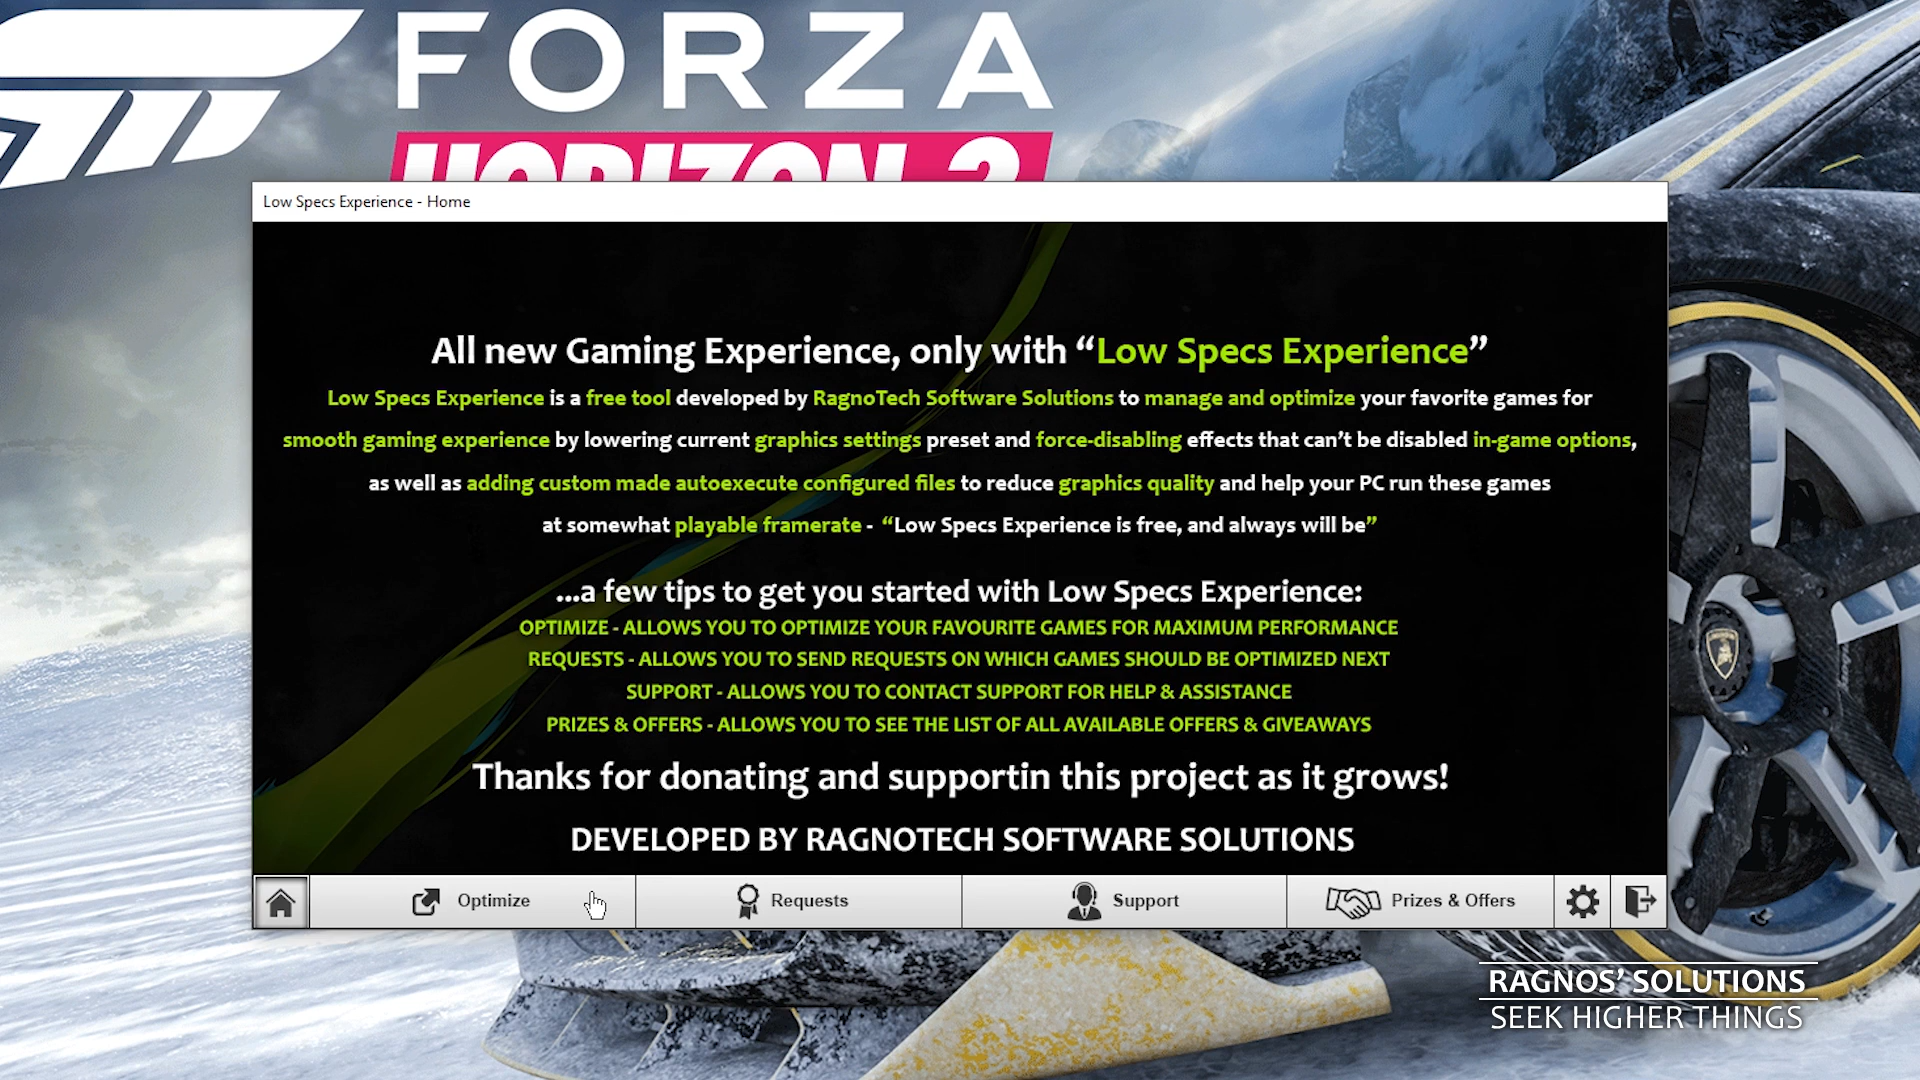 FORZA
HORIZON 3
Low Specs Experience - Home
All new Gaming Experience, only with “Low Specs Experience”
Low Specs Experience is a free tool developed by RagnoTech Software Solutions to manage and optimize your favorite games for
smooth gaming experience by lowering current graphics settings preset and force-disabling effects that can’t be disabled in-game options,
as well as adding custom made autoexecute configured files to reduce graphics quality and help your PC run these games
at somewhat playable framerate - “Low Specs Experience is free, and always will be”
...a few tips to get you started with Low Specs Experience:
OPTIMIZE - ALLOWS YOU TO OPTIMIZE YOUR FAVOURITE GAMES FOR MAXIMUM PERFORMANCE
REQUESTS - ALLOWS YOU TO SEND REQUESTS ON WHICH GAMES SHOULD BE OPTIMIZED NEXT
SUPPORT - ALLOWS YOU TO CONTACT SUPPORT FOR HELP & ASSISTANCE
PRIZES & OFFERS - ALLOWS YOU TO SEE THE LIST OF ALL AVAILABLE OFFERS & GIVEAWAYS
Thanks for donating and supportin this project as it grows!
DEVELOPED BY RAGNOTECH SOFTWARE SOLUTIONS
Optimize
Requests
Support
Prizes & Offers
RAGNOS’ SOLUTIONS
SEEK HIGHER THINGS